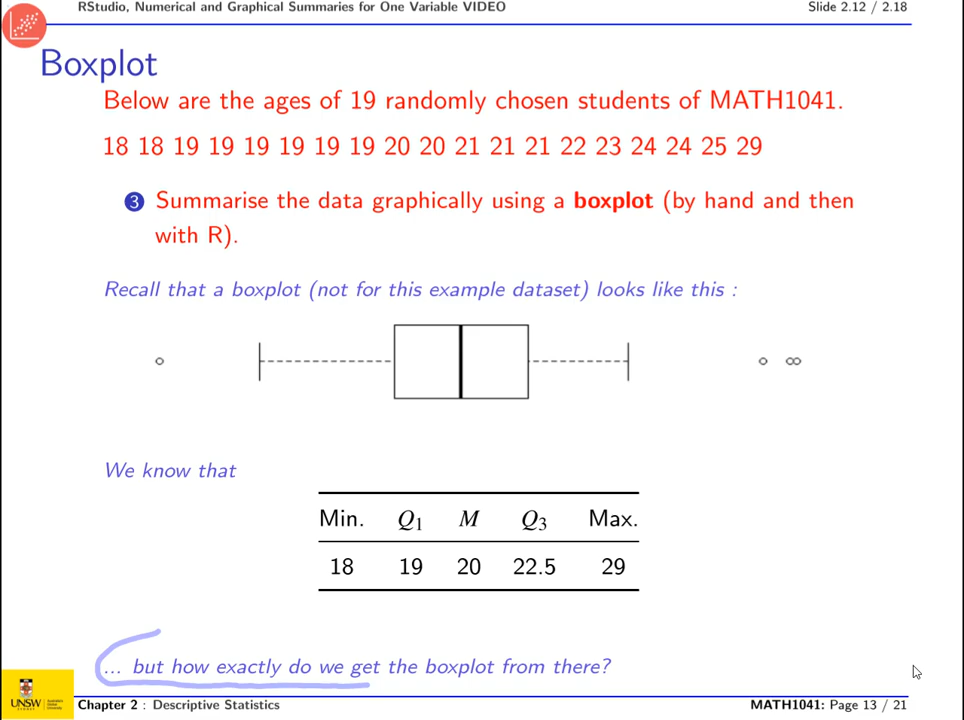 RStudio, Numerical and Graphical Summaries for One Variable VIDEO Slide 2.12 / 2.18
Boxplot
Below are the ages of 19 randomly chosen students of MATH1041.
18 18 19 19 19 19 19 19 20 20 21 21 21 22 23 24 24 25 29
3 Summarise the data graphically using a boxplot (by hand and then
with R).
Recall that a boxplot (not for this example dataset) looks like this :
We know that
Min. Q1 M Q3 Max.
18 19 20 22.5 29
... but how exactly do we get the boxplot from there?
UNSW
Chapter 2 : Descriptive Statistics MATH1041: Page 13 / 21